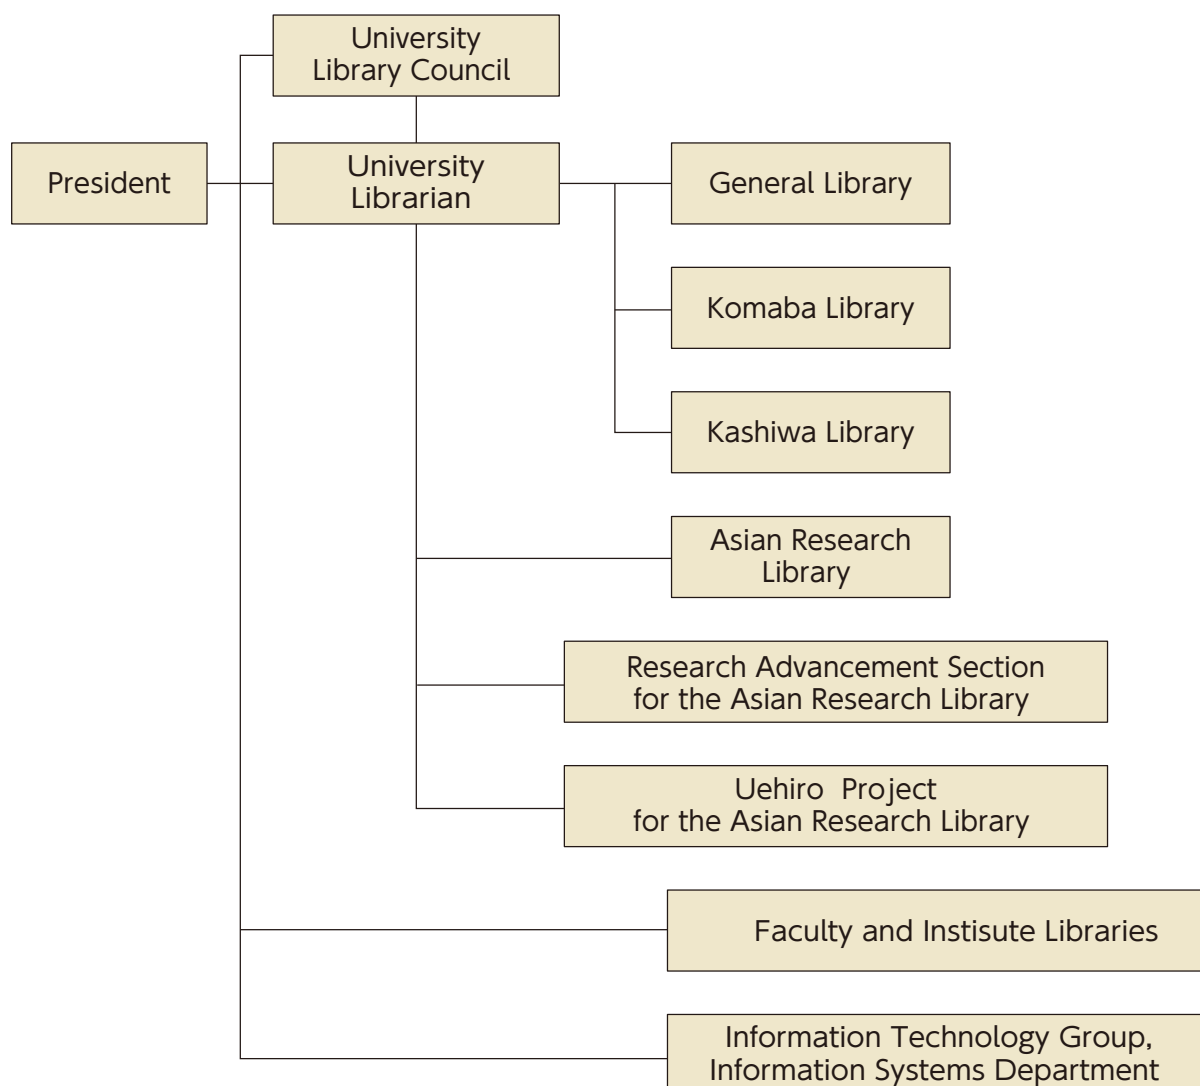 University
Library Council
President
University
Librarian
General Library
Komaba Library
Kashiwa Library
Asian Research
Library
Research Advancement Section
for the Asian Research Library
Uehiro Project
for the Asian Research Library
Faculty and Instisute Libraries
Information Technology Group,
Information Systems Department